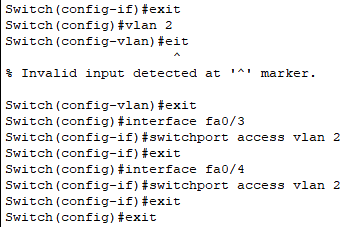 Switch(config-if)#exit
Switch(config)#vlan 2
Switch(config-vlan)#eit
^
% Invalid input detected at '^' marker.
Switch(config-vlan)#exit
Switch(config)#interface fa0/3
Switch(config-if)#switchport access vlan 2
Switch(config-if)#exit
Switch(config)#interface fa0/4
Switch(config-if)#switchport access vlan 2
Switch(config-if)#exit
Switch(config)#exit